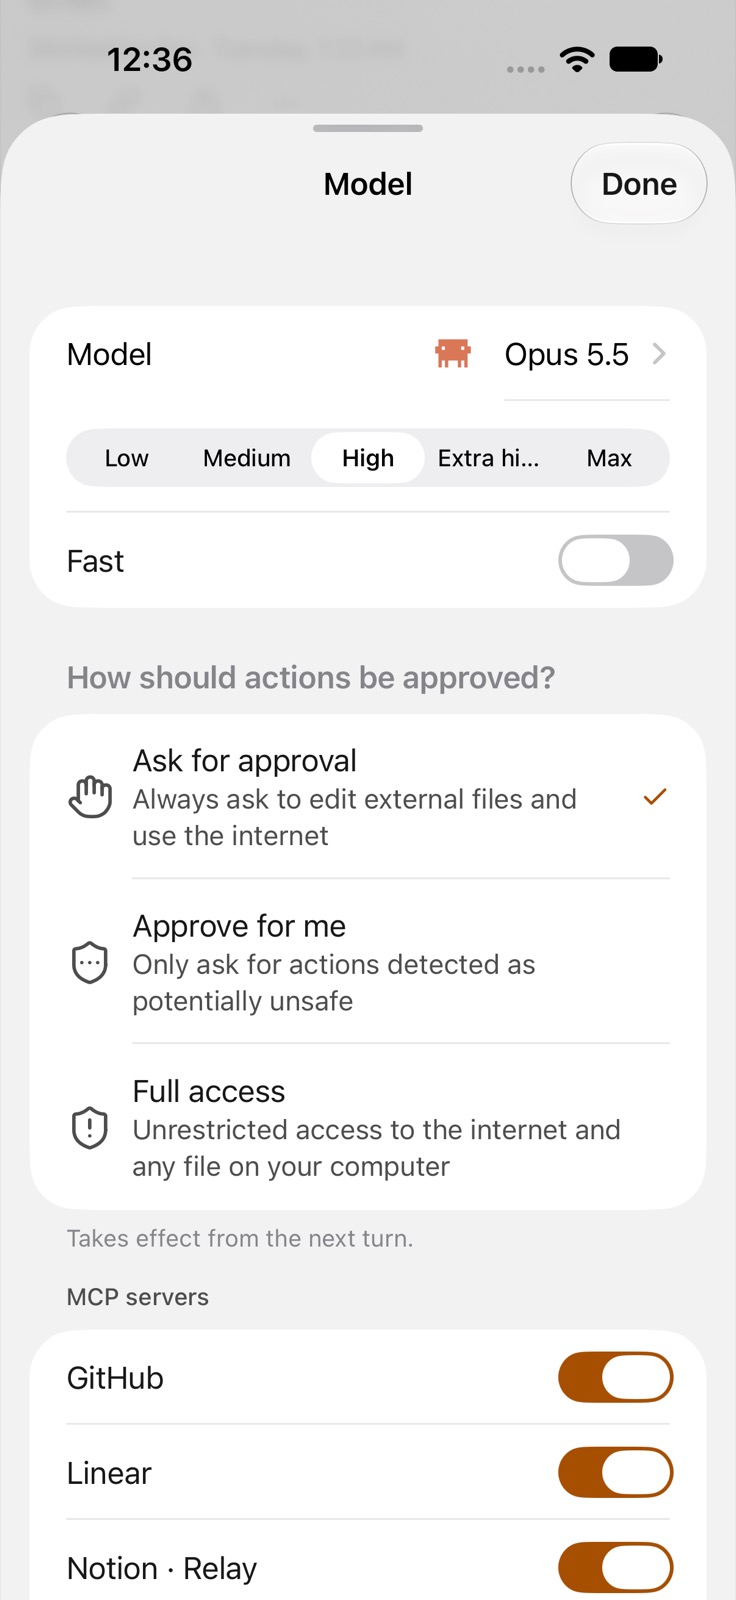 12:36
Model
Done
Model
Opus 5.5
Low
Medium
High
Extra hi...
Max
Fast
How should actions be approved?
Ask for approval
Always ask to edit external files and
use the internet
Approve for me
Only ask for actions detected as
potentially unsafe
Full access
Unrestricted access to the internet and
any file on your computer
Takes effect from the next turn.
MCP servers
GitHub
Linear
Notion · Relay